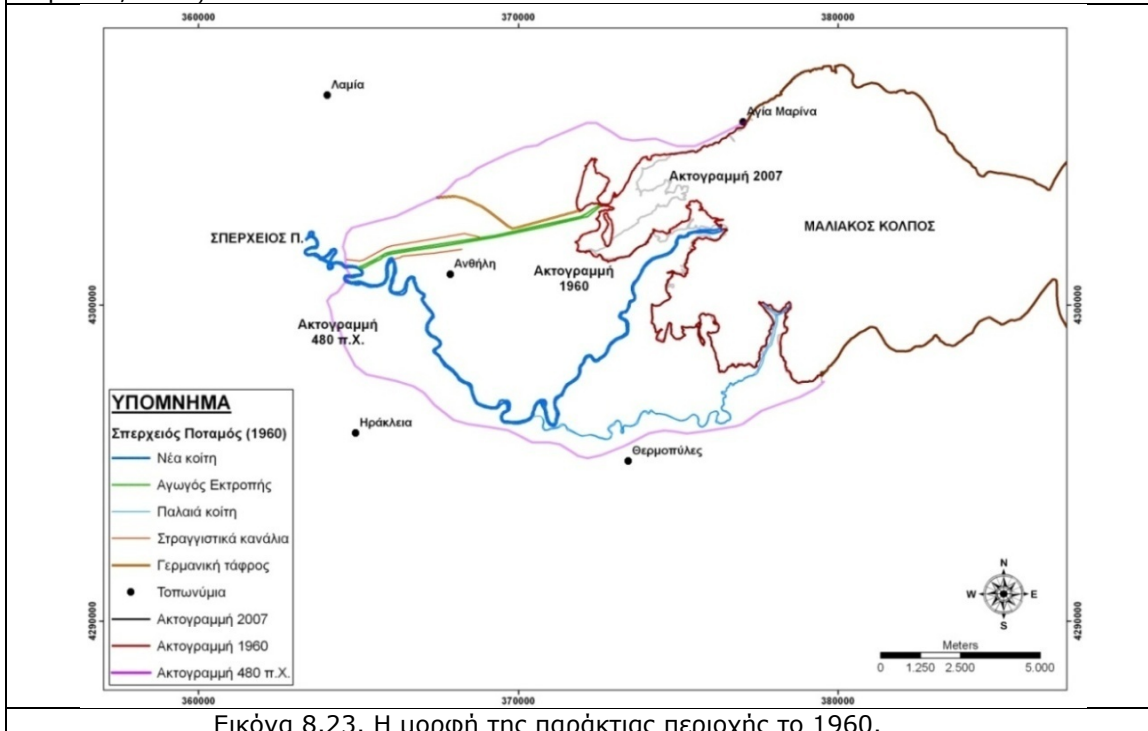 360000
370000
380000
Λαμία
Αγία Μαρίνα
Ακτογραμμή 2007
ΜΑΛΙΑΚΟΣ ΚΟΛΠΟΣ
ΣΠΕΡΧΕΙΟΣ Π.
Ανθήλη
Ακτογραμμή
1960
4300000
4300000
Ακτογραμμή
480 π.Χ.
ΥΠΟΜΝΗΜΑ
Σπερχειός Ποταμός (1960)
Νέα κοίτη
Αγωγός Εκτροπής
Παλαιά κοίτη
Στραγγιστικά κανάλια
Γερμανική τάφρος
Τοπωνύμια
Ακτογραμμή 2007
Ακτογραμμή 1960
Ακτογραμμή 480 π.Χ.
Ηράκλεια
Θερμοπύλες
N
W
E
S
4290000
4290000
Meters
0 1.250 2.500 5.000
360000
370000
380000
Εικόνα 8.23. Η μορφή της παράκτιας περιοχής το 1960.